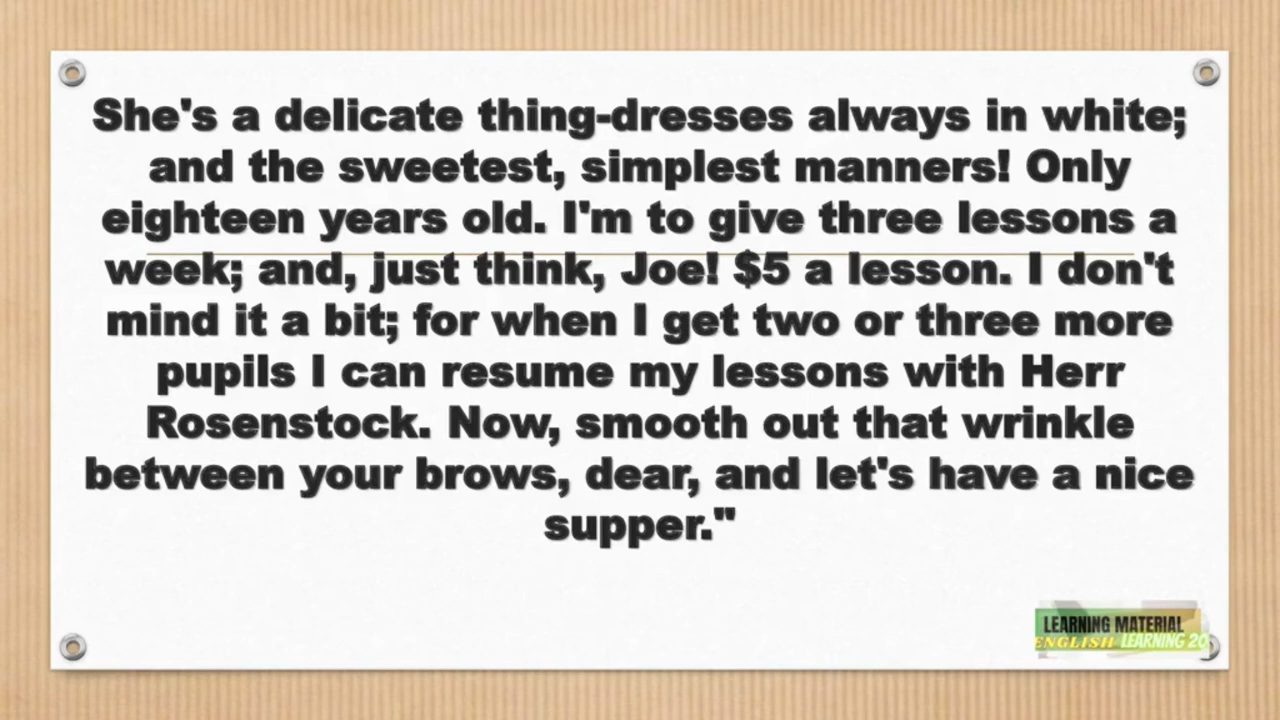 She's a delicate thing-dresses always in white;
and the sweetest, simplest manners! Only
eighteen years old. I'm to give three lessons a
week; and, just think, Joe! $5 a lesson. I don't
mind it a bit; for when I get two or three more
pupils I can resume my lessons with Herr
Rosenstock. Now, smooth out that wrinkle
between your brows, dear, and let's have a nice
supper."
LEARNING MATERIAL
ENGLISH LEARNING 20